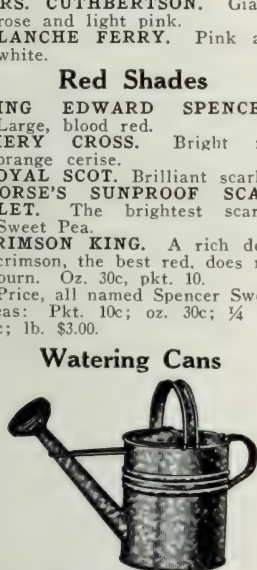 RS. CUTHBERTSON. Gia
rose and light pink.
LANCHE FERRY. Pink a
white.
Red Shades
ING EDWARD SPENCE
Large, blood red.
IERY CROSS. Bright
orange cerise.
OYAL SCOT. Brilliant scarl
ORSE'S SUNPROOF SCA
LET. The brightest scar
Sweet Pea.
RIMSON KING. A rich de
crimson, the best red, does
ourn. Oz. 30c, pkt. 10.
Price, all named Spencer Swe
eas: Pkt. 10c; oz. 30c; ¼
c; lb. $3.00.
Watering Cans